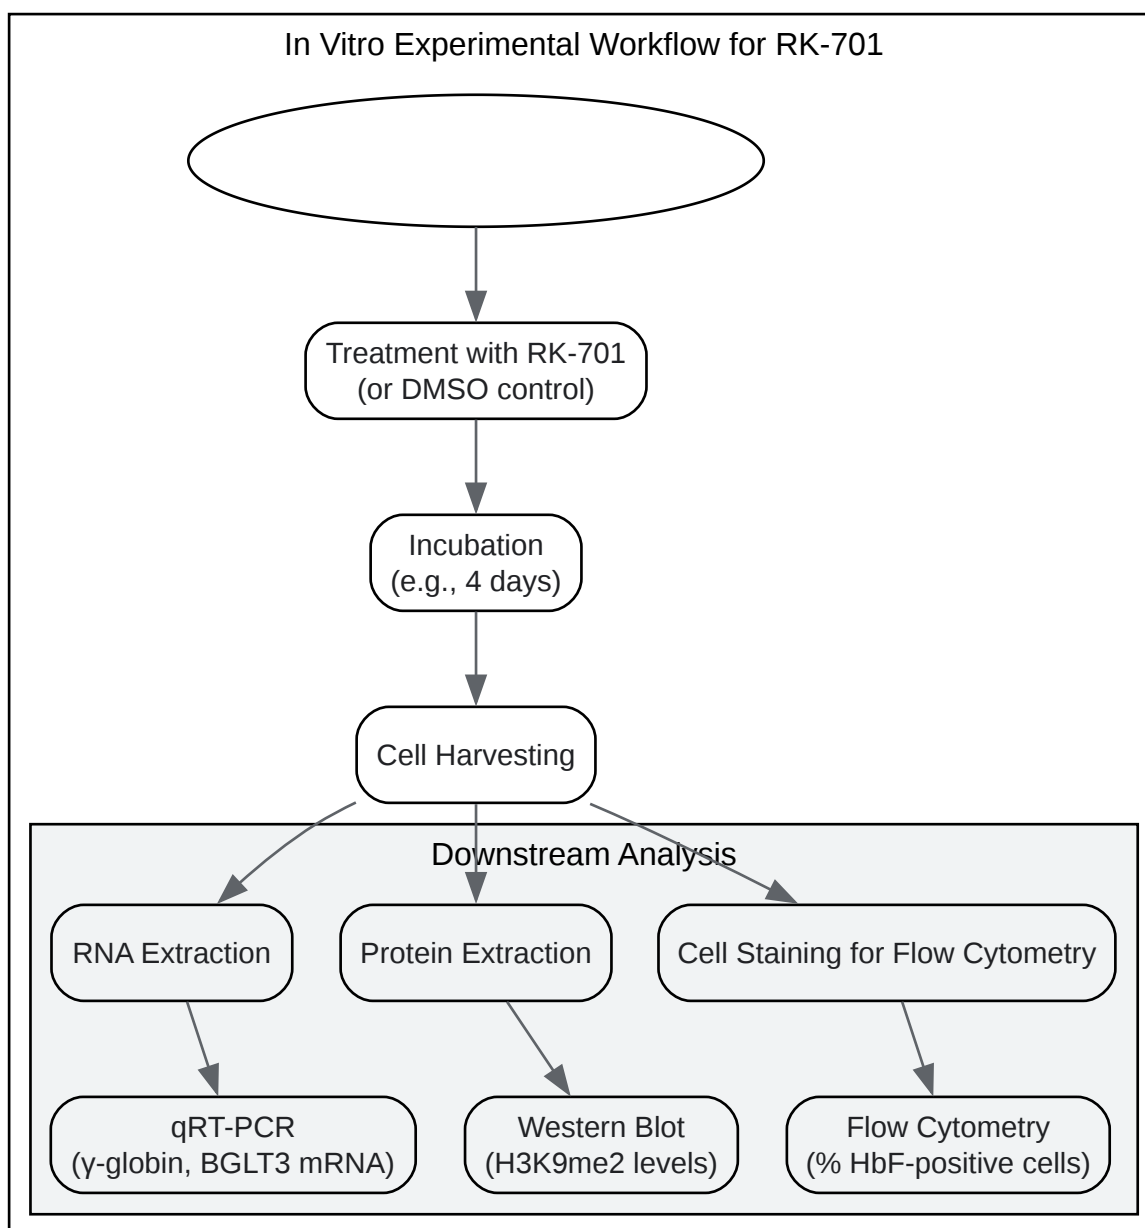 In Vitro Experimental Workflow for RK-701
Treatment with RK-701
(or DMSO control)
Incubation
(e.g., 4 days)
Cell Harvesting
Downstream Analysis
RNA Extraction
Protein Extraction
Cell Staining for Flow Cytometry
qRT-PCR
(γ-globin, BGLT3 mRNA)
Western Blot
(H3K9me2 levels)
Flow Cytometry
(% HbF-positive cells)